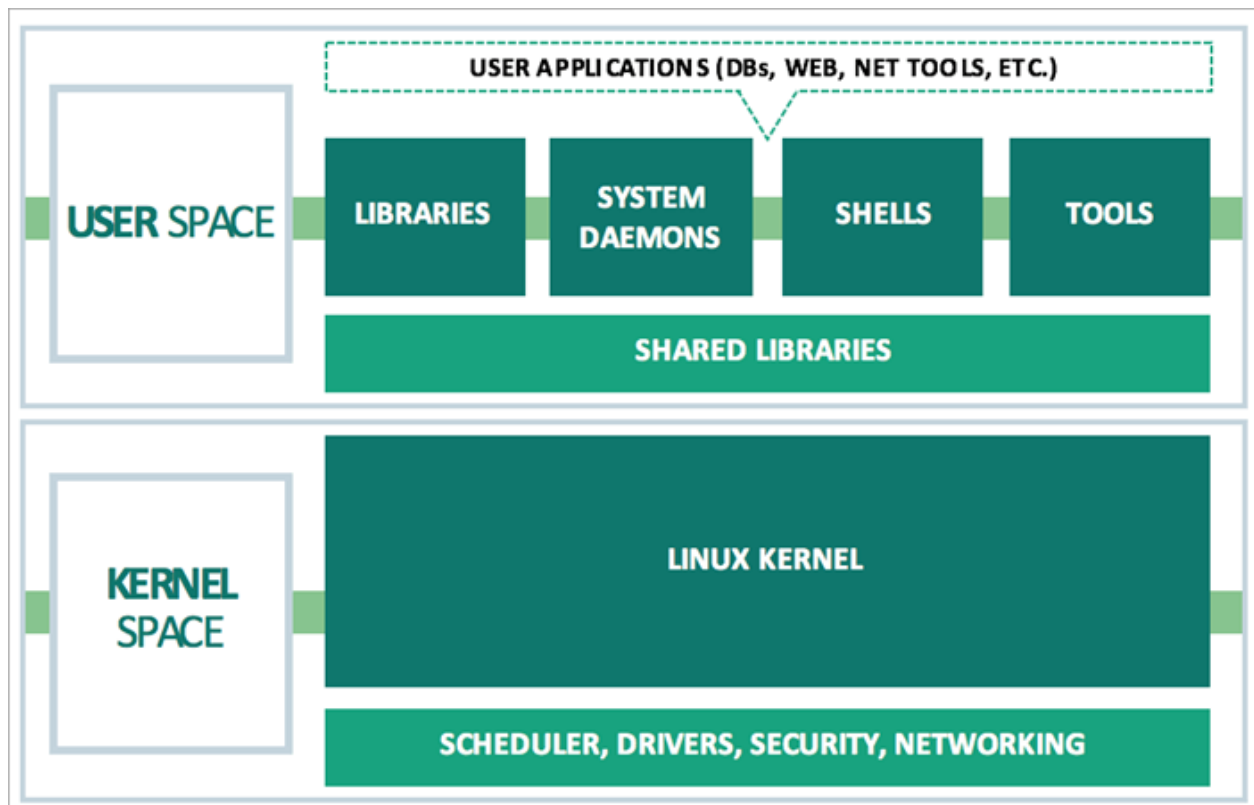 USER APPLICATIONS (DBs, WEB, NET TOOLS, ETC.)
USER SPACE
LIBRARIES
SYSTEM
DAEMONS
SHELLS
TOOLS
SHARED LIBRARIES
KERNEL
SPACE
LINUX KERNEL
SCHEDULER, DRIVERS, SECURITY, NETWORKING